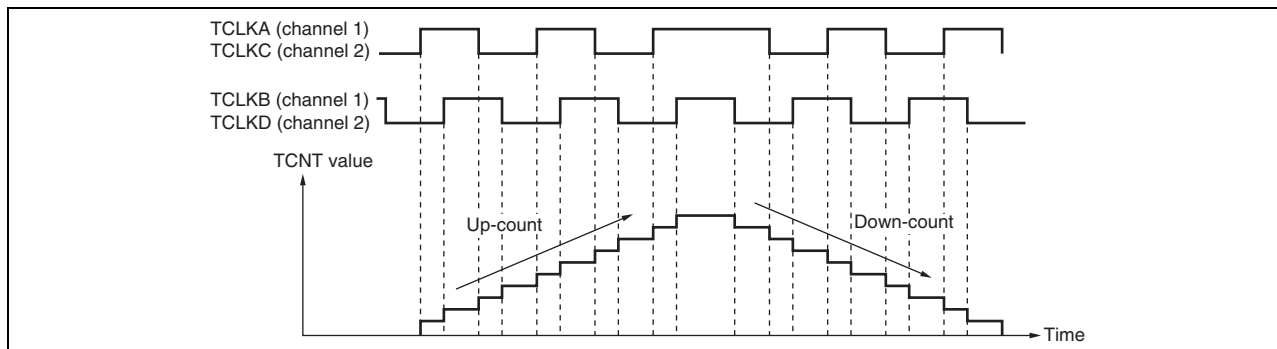 TCLKA (channel 1)
TCLKC (channel 2)
TCLKB (channel 1)
TCLKD (channel 2)
TCNT value
Up-count
Down-count
Time